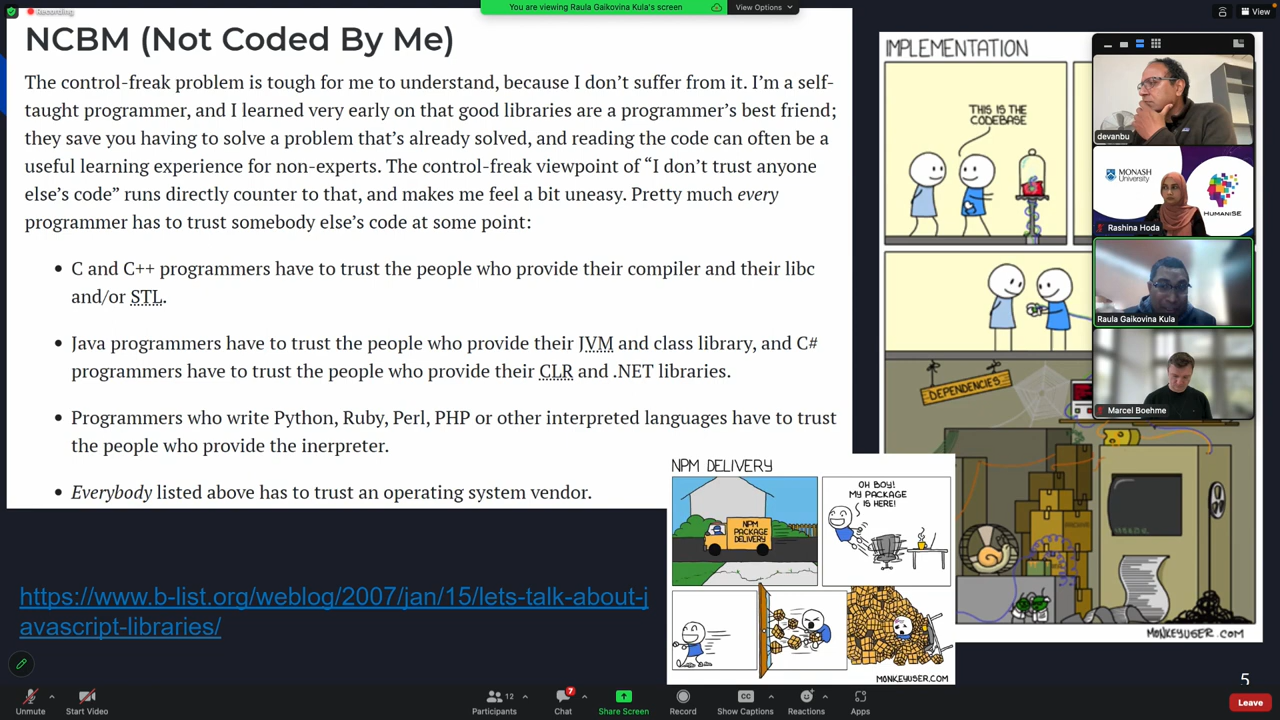 Recording
You are viewing Raula Gaikovina Kula's screen
View Options
View
NCBM (Not Coded By Me)
The control-freak problem is tough for me to understand, because I don't suffer from it. I'm a self-
taught programmer, and I learned very early on that good libraries are a programmer's best friend;
they save you having to solve a problem that's already solved, and reading the code can often be a
useful learning experience for non-experts. The control-freak viewpoint of “I don't trust anyone
else's code” runs directly counter to that, and makes me feel a bit uneasy. Pretty much every
programmer has to trust somebody else's code at some point:
• C and C++ programmers have to trust the people who provide their compiler and their libc
and/or STL.
• Java programmers have to trust the people who provide their JVM and class library, and C#
programmers have to trust the people who provide their CLR and .NET libraries.
• Programmers who write Python, Ruby, Perl, PHP or other interpreted languages have to trust
the people who provide the inerpreter.
• Everybody listed above has to trust an operating system vendor.
https://www.b-list.org/weblog/2007/jan/15/lets-talk-about-j
avascript-libraries/
IMPLEMENTATION
THIS IS THE
CODEBASE
DEPENDENCIES
MONKEYUSER.COM
NPM DELIVERY
NPM
PACKAGE
DELIVERY
OH BOY!
MY PACKAGE
IS HERE!
MONKEYUSER.COM
devanbu
MONASH
University
HUMANISE
Rashina Hoda
Raula Gaikovina Kula
Marcel Boehme
5
Unmute
Start Video
12
Participants
7
Chat
Share Screen
Record
CC
Show Captions
Reactions
Apps
Leave